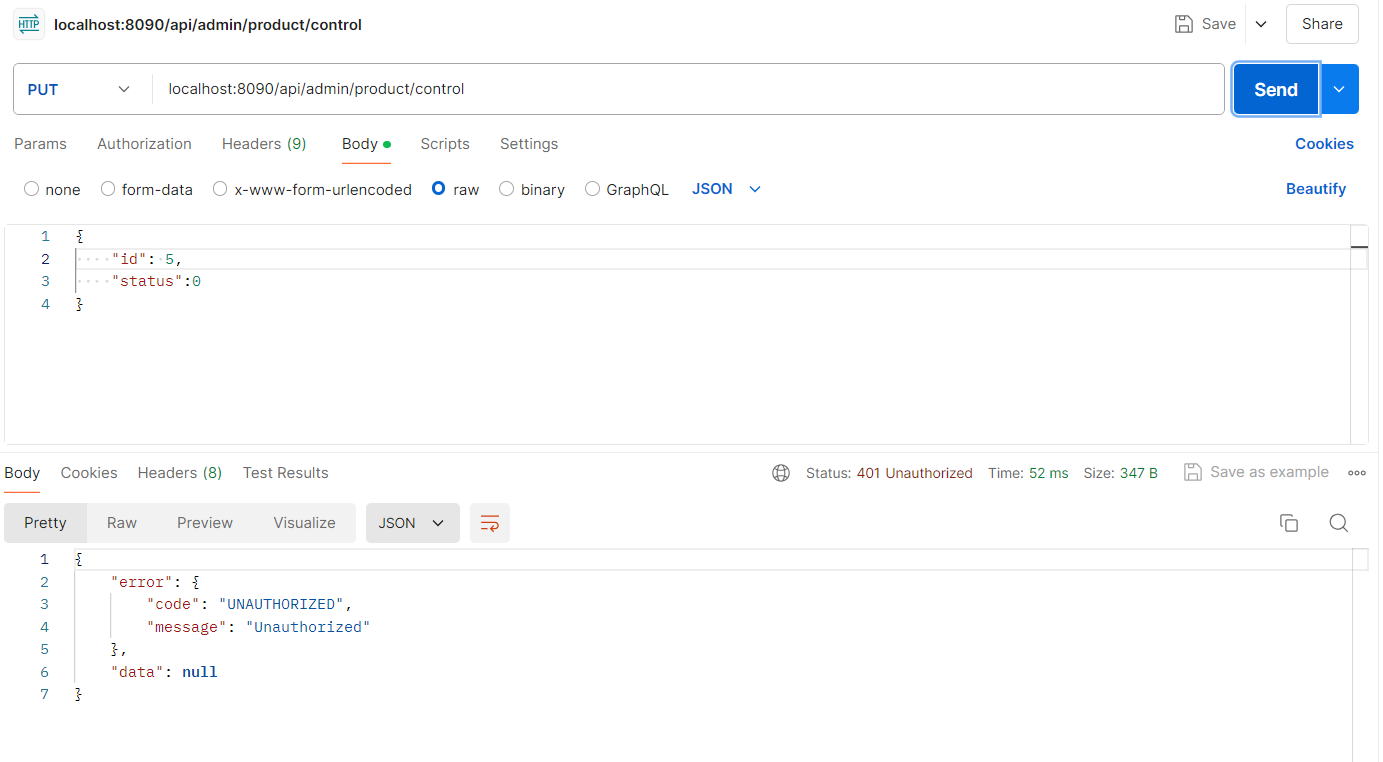 HTTP localhost:8090/api/admin/product/control Save Share
PUT localhost:8090/api/admin/product/control Send
Params Authorization Headers (9) Body Scripts Settings Cookies
none form-data x-www-form-urlencoded raw binary GraphQL JSON Beautify
1 {
2 ····"id":·5,
3 ····"status":0
4 }
Body Cookies Headers (8) Test Results Status: 401 Unauthorized Time: 52 ms Size: 347 B Save as example
Pretty Raw Preview Visualize JSON
1 {
2     "error": {
3         "code": "UNAUTHORIZED",
4         "message": "Unauthorized"
5     },
6     "data": null
7 }